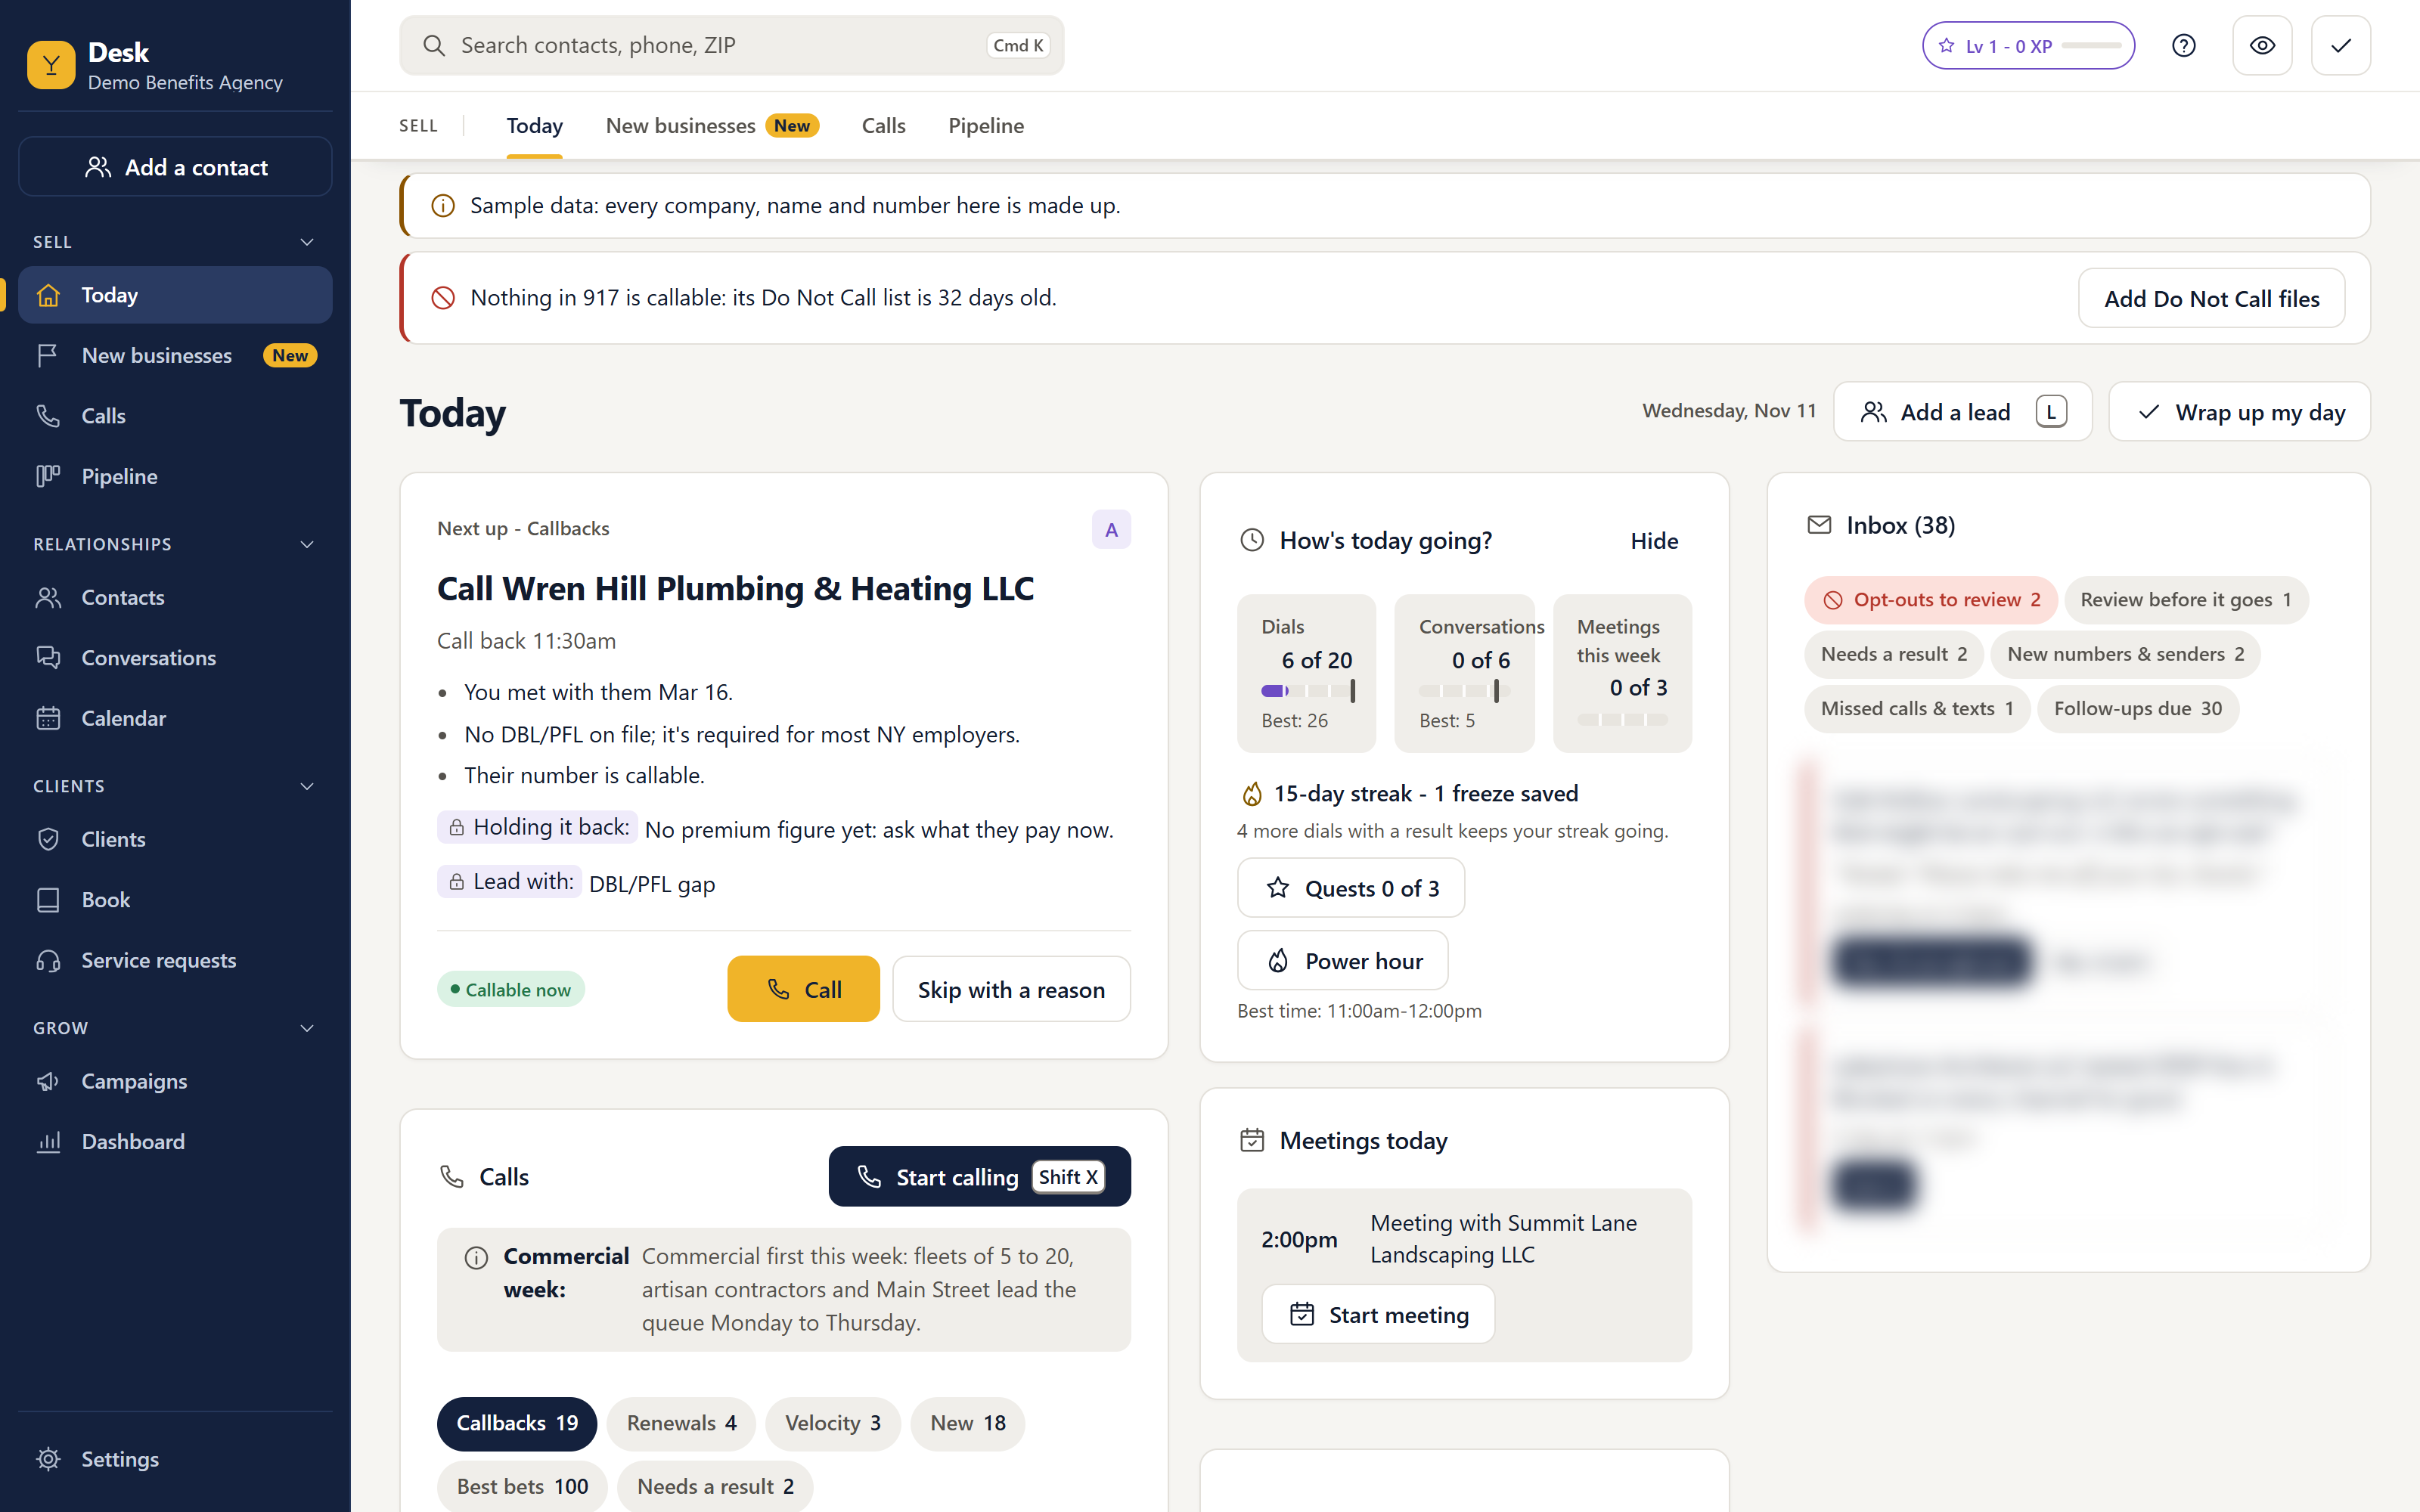 Desk
Demo Benefits Agency
Add a contact
SELL
Today
New businesses New
Calls
Pipeline
RELATIONSHIPS
Contacts
Conversations
Calendar
CLIENTS
Clients
Book
Service requests
GROW
Campaigns
Dashboard
Settings
Search contacts, phone, ZIP Cmd K
Lv 1 - 0 XP
SELL Today New businesses New Calls Pipeline
Sample data: every company, name and number here is made up.
Nothing in 917 is callable: its Do Not Call list is 32 days old.
Add Do Not Call files
Today
Wednesday, Nov 11
Add a lead L
Wrap up my day
Next up - Callbacks A
Call Wren Hill Plumbing & Heating LLC
Call back 11:30am
You met with them Mar 16.
No DBL/PFL on file; it's required for most NY employers.
Their number is callable.
Holding it back: No premium figure yet: ask what they pay now.
Lead with: DBL/PFL gap
Callable now
Call
Skip with a reason
Calls
Start calling Shift X
Commercial week:
Commercial first this week: fleets of 5 to 20,
artisan contractors and Main Street lead the
queue Monday to Thursday.
Callbacks 19 Renewals 4 Velocity 3 New 18
Best bets 100 Needs a result 2
How's today going? Hide
Dials
6 of 20
Best: 26
Conversations
0 of 6
Best: 5
Meetings
this week
0 of 3
15-day streak - 1 freeze saved
4 more dials with a result keeps your streak going.
Quests 0 of 3
Power hour
Best time: 11:00am-12:00pm
Meetings today
2:00pm
Meeting with Summit Lane
Landscaping LLC
Start meeting
Inbox (38)
Opt-outs to review 2 Review before it goes 1
Needs a result 2 New numbers & senders 2
Missed calls & texts 1 Follow-ups due 30